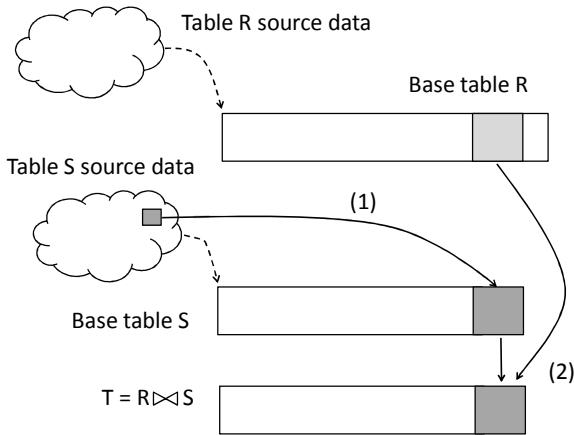 Table R source data
Base table R
Table S source data
(1)
Base table S
(2)
T = R⋈S